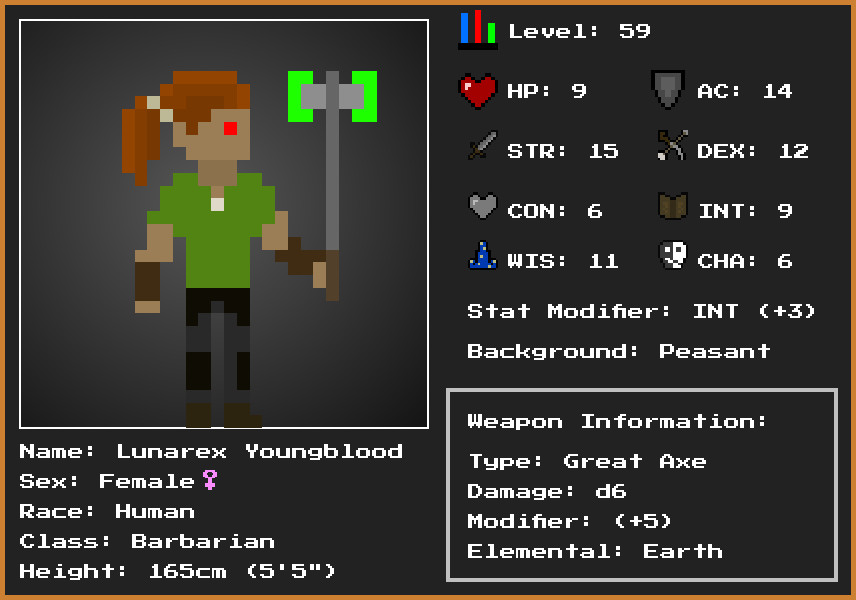 Level: 59
HP: 9
AC: 14
STR: 15
DEX: 12
CON: 6
INT: 9
WIS: 11
CHA: 6
Stat Modifier: INT (+3)
Background: Peasant
Weapon Information:
Type: Great Axe
Damage: d6
Modifier: (+5)
Elemental: Earth
Name: Lunarex Youngblood
Sex: Female♀
Race: Human
Class: Barbarian
Height: 165cm (5'5")